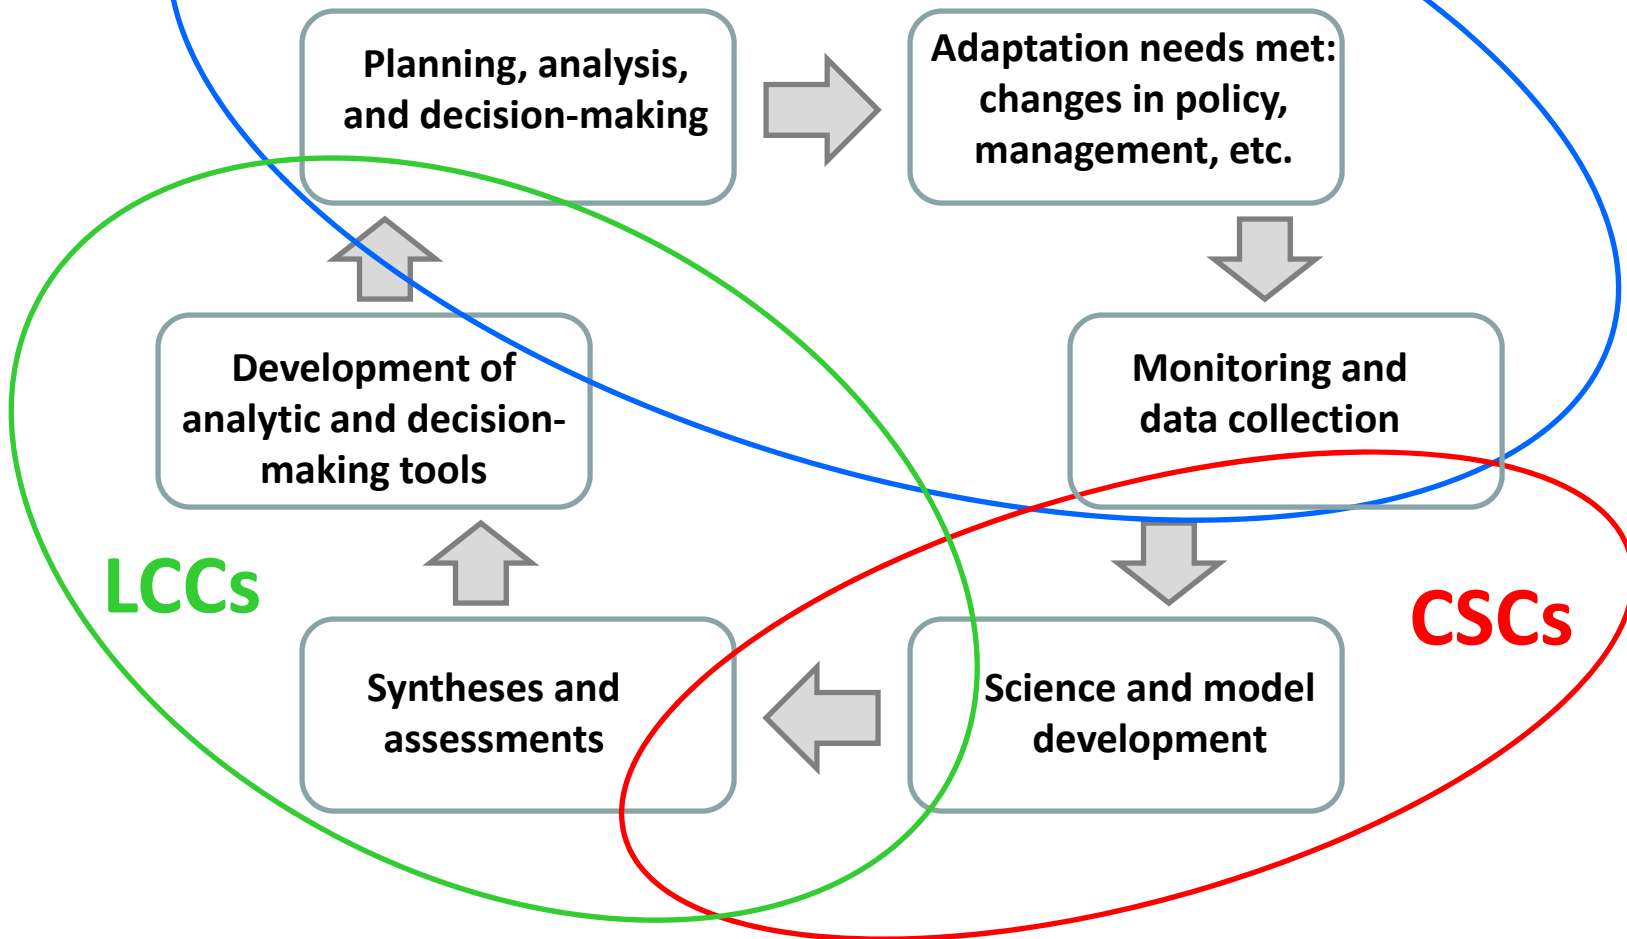 Planning, analysis,
and decision-making
Adaptation needs met:
changes in policy,
management, etc.
Development of
analytic and decision-
making tools
Monitoring and
data collection
LCCs
CSCs
Syntheses and
assessments
Science and model
development